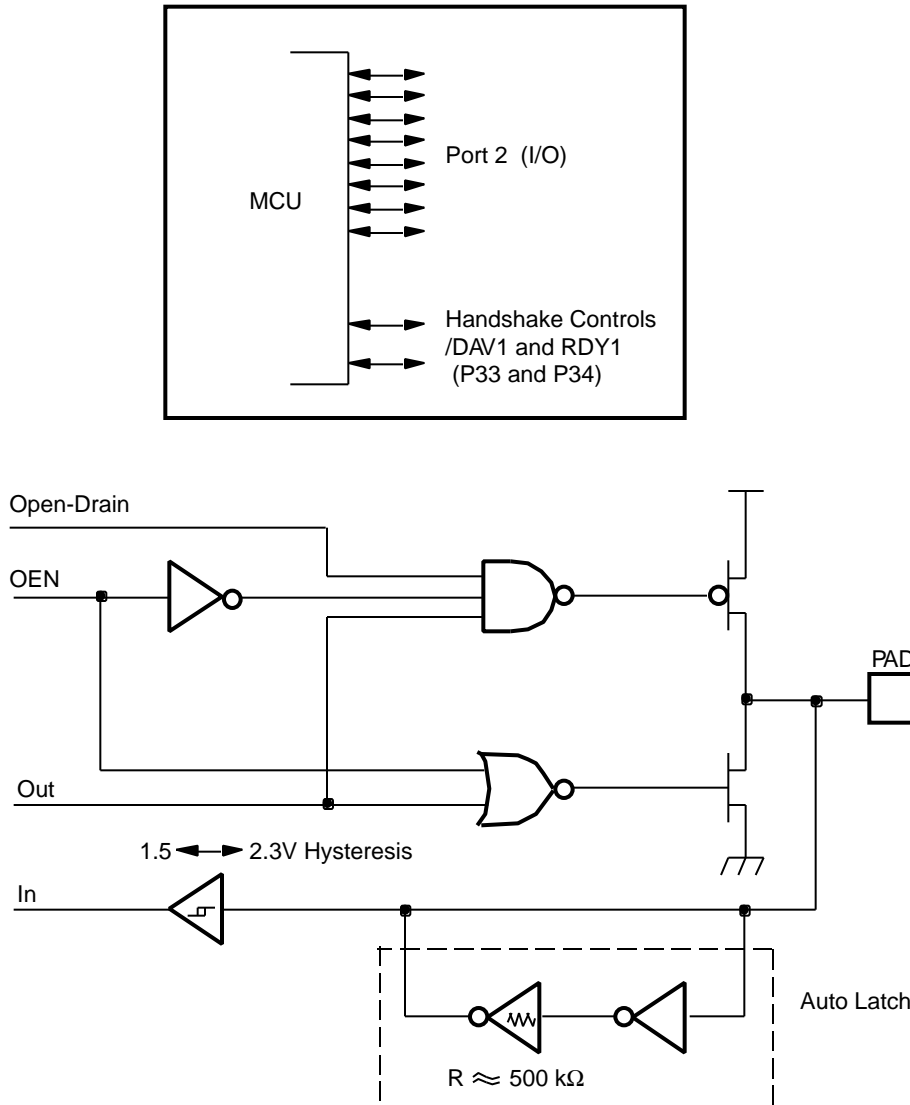 MCU
Port 2 (I/O)
Handshake Controls
/DAV1 and RDY1
(P33 and P34)
Open-Drain
OEN
PAD
Out
1.5 2.3V Hysteresis
In
Auto Latch
R ≈ 500 kΩ